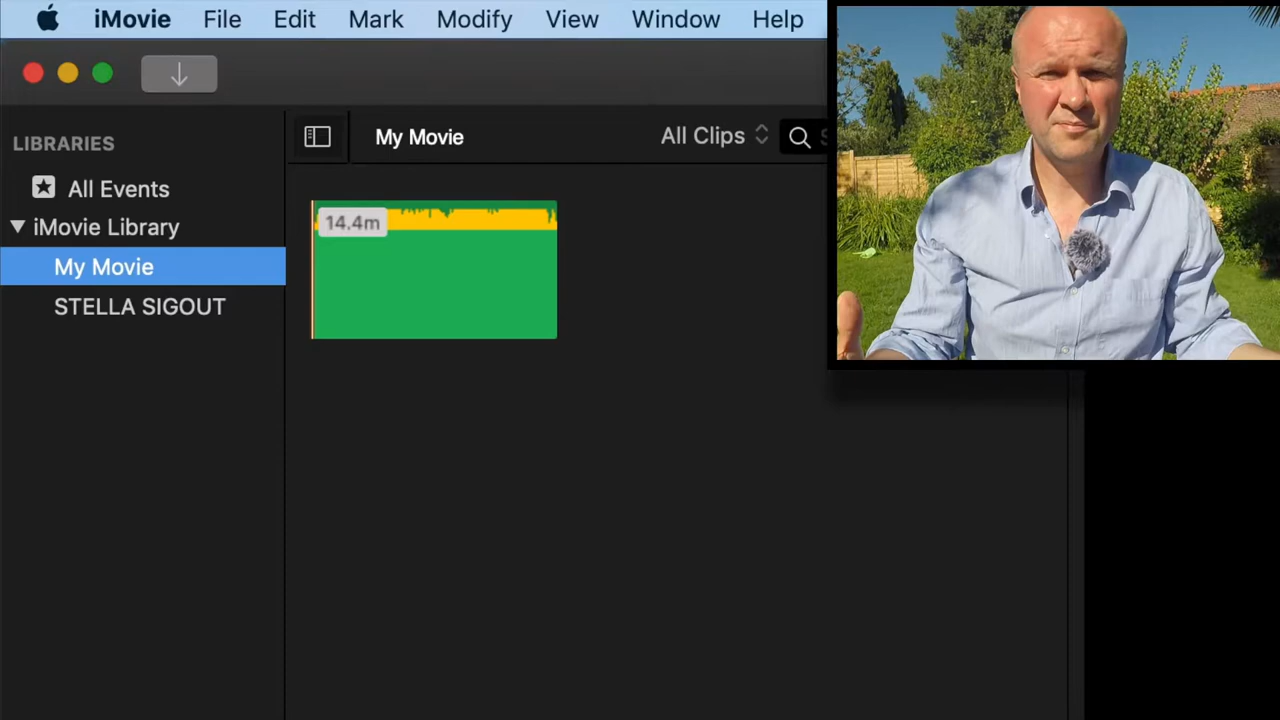 iMovie File Edit Mark Modify View Window Help
LIBRARIES
All Events
iMovie Library
My Movie
STELLA SIGOUT
My Movie
All Clips
14.4m